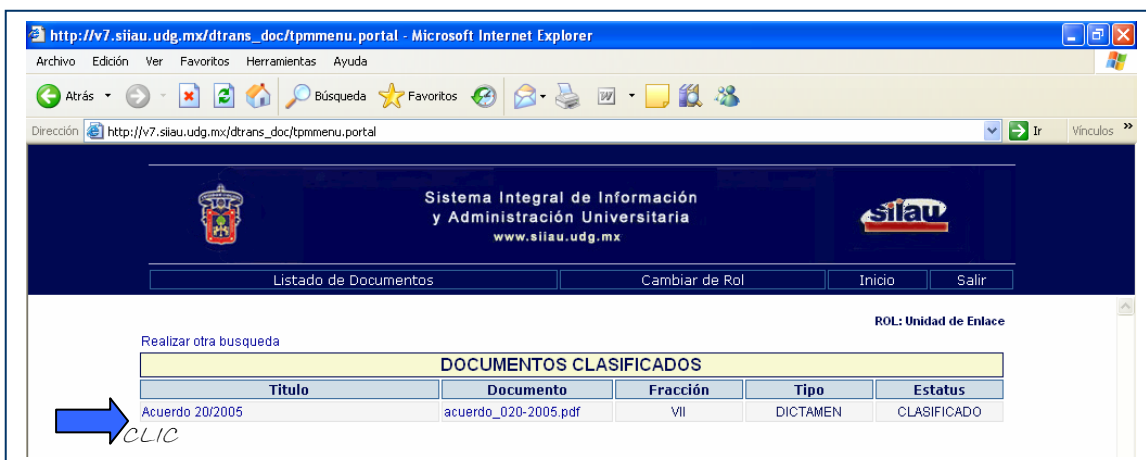 http://v7.siiau.udg.mx/dtrans_doc/tpmmenu.portal - Microsoft Internet Explorer
Archivo Edición Ver Favoritos Herramientas Ayuda
Atrás Búsqueda Favoritos
Dirección http://v7.siiau.udg.mx/dtrans_doc/tpmmenu.portal Ir Vínculos »
Sistema Integral de Información
y Administración Universitaria
www.siiau.udg.mx
siiau
Listado de Documentos Cambiar de Rol Inicio Salir
ROL: Unidad de Enlace
Realizar otra busqueda
DOCUMENTOS CLASIFICADOS
Titulo Documento Fracción Tipo Estatus
Acuerdo 20/2005 acuerdo_020-2005.pdf VII DICTAMEN CLASIFICADO
CLIC